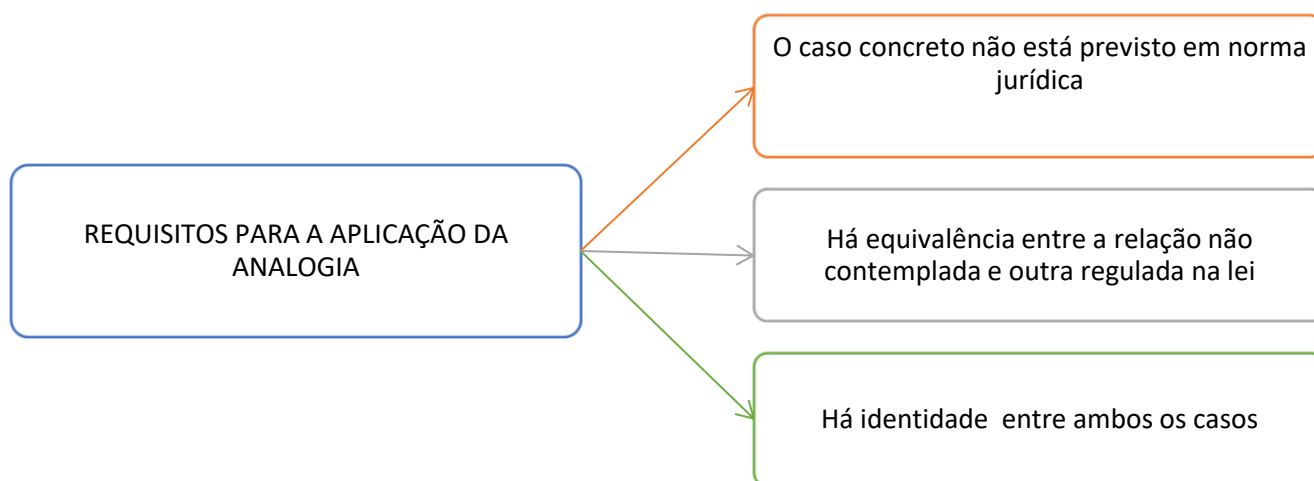 REQUISITOS PARA A APLICAÇÃO DA
ANALOGIA
O caso concreto não está previsto em norma
jurídica
Há equivalência entre a relação não
contemplada e outra regulada na lei
Há identidade  entre ambos os casos